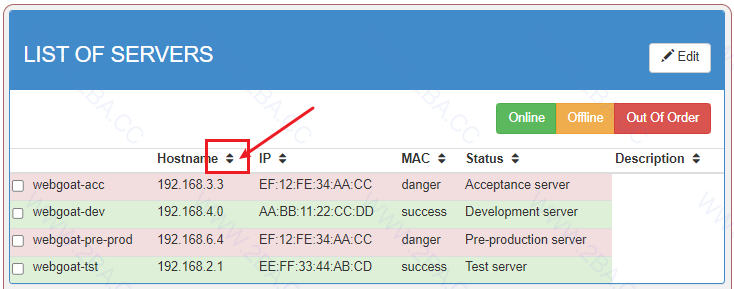 LIST OF SERVERS
Edit
Online Offline Out Of Order
Hostname IP MAC Status Description
webgoat-acc 192.168.3.3 EF:12:FE:34:AA:CC danger Acceptance server
webgoat-dev 192.168.4.0 AA:BB:11:22:CC:DD success Development server
webgoat-pre-prod 192.168.6.4 EF:12:FE:34:AA:CC danger Pre-production server
webgoat-tst 192.168.2.1 EE:FF:33:44:AB:CD success Test server
WWW.2BA.CC